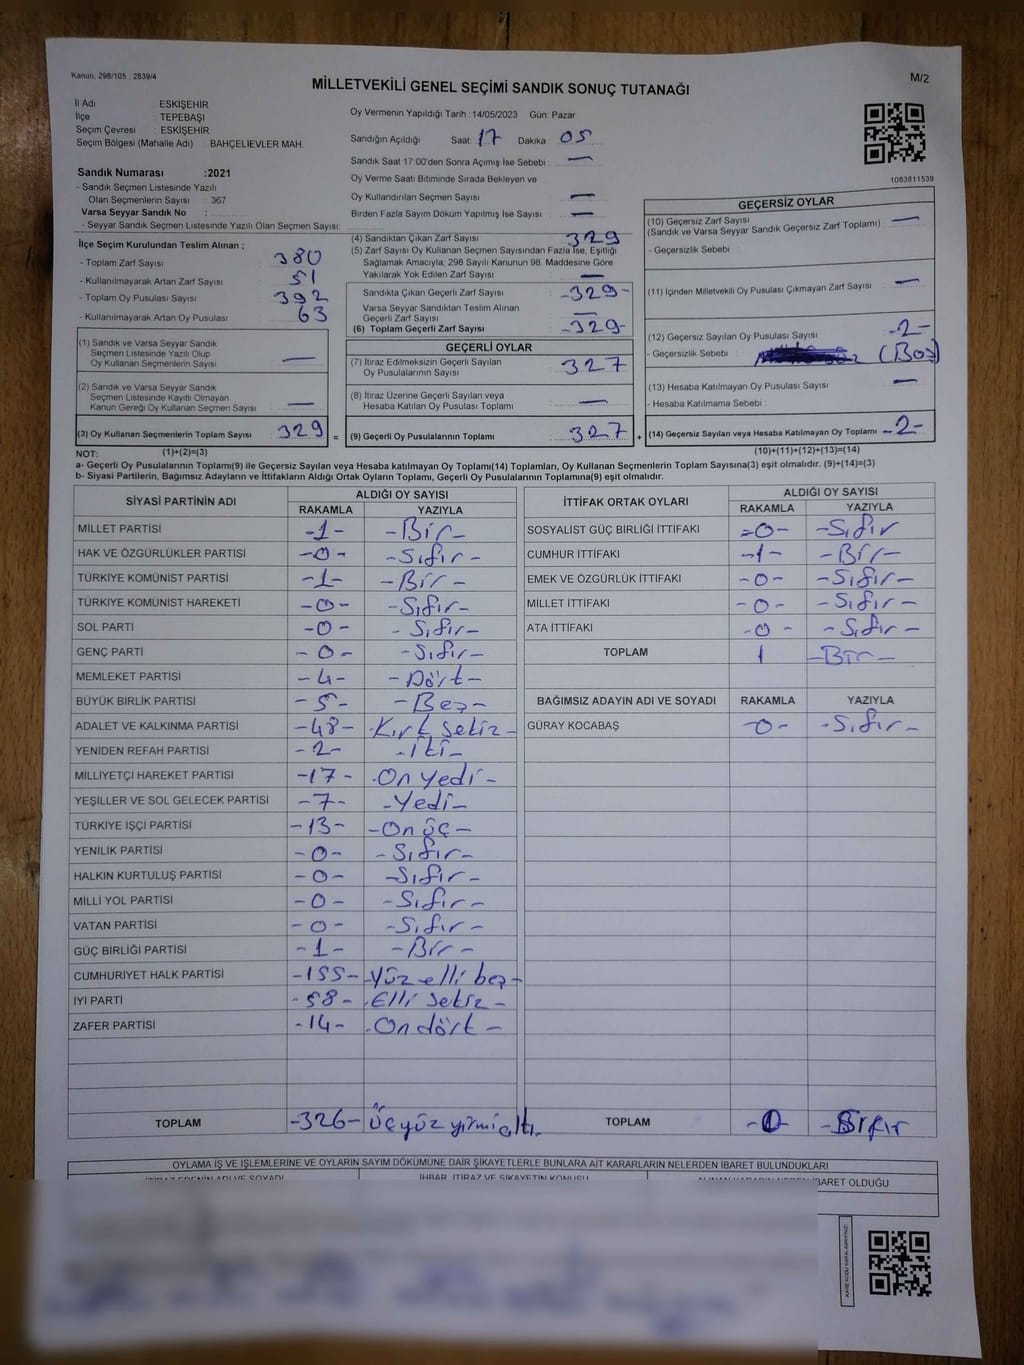 Kanun, 298/105 , 2839/4
M/2
MİLLETVEKİLİ GENEL SEÇİMİ SANDIK SONUÇ TUTANAĞI
İl Adı ESKİŞEHİR
İlçe TEPEBAŞI
Seçim Çevresi : ESKİŞEHİR
Seçim Bölgesi (Mahalle Adı) BAHÇELİEVLER MAH.
Oy Vermenin Yapıldığı Tarih : 14/05/2023 Gün: Pazar
Sandığın Açıldığı Saat: 17 Dakika: 05
Sandık Saat 17:00'den Sonra Açımış İse Sebebi —
Oy Verme Saati Bitiminde Sırada Bekleyen ve
Oy Kullandırılan Seçmen Sayısı —
Birden Fazla Sayım Döküm Yapılmış İse Sayısı —
1083811539
Sandık Numarası :2021
- Sandık Seçmen Listesinde Yazılı
Olan Seçmenlerin Sayısı : 367
Varsa Seyyar Sandık No :
- Seyyar Sandık Seçmen Listesinde Yazılı Olan Seçmen Sayısı:
İlçe Seçim Kurulundan Teslim Alınan ;
- Toplam Zarf Sayısı : 380
- Kullanılmayarak Artan Zarf Sayısı : 51
- Toplam Oy Pusulası Sayısı : 392
- Kullanılmayarak Artan Oy Pusulası : 63
(1) Sandık ve Varsa Seyyar Sandık
Seçmen Listesinde Yazılı Olup
Oy Kullanan Seçmenlerin Sayısı —
(2) Sandık ve Varsa Seyyar Sandık
Seçmen Listesinde Kayıtlı Olmayan
Kanun Gereği Oy Kullanan Seçmen Sayısı —
(3) Oy Kullanan Seçmenlerin Toplam Sayısı 329 =
(4) Sandıktan Çıkan Zarf Sayısı 329
(5) Zarf Sayısı Oy Kullanan Seçmen Sayısından Fazla İse, Eşitliği
Sağlamak Amacıyla; 298 Sayılı Kanunun 98. Maddesine Göre
Yakılarak Yok Edilen Zarf Sayısı —
Sandıkta Çıkan Geçerli Zarf Sayısı -329-
Varsa Seyyar Sandıktan Teslim Alınan
Geçerli Zarf Sayısı —
(6) Toplam Geçerli Zarf Sayısı -329-
GEÇERLİ OYLAR
(7) İtiraz Edilmeksizin Geçerli Sayılan
Oy Pusulalarının Sayısı 327
(8) İtiraz Üzerine Geçerli Sayılan veya
Hesaba Katılan Oy Pusulası Toplamı —
(9) Geçerli Oy Pusulalarının Toplamı 327 +
GEÇERSİZ OYLAR
(10) Geçersiz Zarf Sayısı
(Sandık ve Varsa Seyyar Sandık Geçersiz Zarf Toplamı) —
- Geçersizlik Sebebi :
(11) İçinden Milletvekili Oy Pusulası Çıkmayan Zarf Sayısı —
(12) Geçersiz Sayılan Oy Pusulası Sayısı -2-
- Geçersizlik Sebebi : (Boş)
(13) Hesaba Katılmayan Oy Pusulası Sayısı —
- Hesaba Katılmama Sebebi :
(14) Geçersiz Sayılan veya Hesaba Katılmayan Oy Toplamı -2-
NOT: (1)+(2)=(3) (10)+(11)+(12)+(13)=(14)
a- Geçerli Oy Pusulalarının Toplamı(9) ile Geçersiz Sayılan veya Hesaba katılmayan Oy Toplamı(14) Toplamları, Oy Kullanan Seçmenlerin Toplam Sayısına(3) eşit olmalıdır. (9)+(14)=(3)
b- Siyasi Partilerin, Bağımsız Adayların ve İttifakların Aldığı Ortak Oyların Toplamı, Geçerli Oy Pusulalarının Toplamına(9) eşit olmalıdır.
SİYASİ PARTİNİN ADI ALDIĞI OY SAYISI
RAKAMLA YAZIYLA
MİLLET PARTİSİ -1- -Bir-
HAK VE ÖZGÜRLÜKLER PARTİSİ -0- -Sıfır-
TÜRKİYE KOMÜNİST PARTİSİ -1- -Bir-
TÜRKİYE KOMÜNİST HAREKETİ -0- -Sıfır-
SOL PARTİ -0- -Sıfır-
GENÇ PARTİ -0- -Sıfır-
MEMLEKET PARTİSİ -4- -Dört-
BÜYÜK BİRLİK PARTİSİ -5- -Beş-
ADALET VE KALKINMA PARTİSİ -48- -Kırk sekiz-
YENİDEN REFAH PARTİSİ -2- -İki-
MİLLİYETÇİ HAREKET PARTİSİ -17- -On yedi-
YEŞİLLER VE SOL GELECEK PARTİSİ -7- -Yedi-
TÜRKİYE İŞÇİ PARTİSİ -13- -On üç-
YENİLİK PARTİSİ -0- -Sıfır-
HALKIN KURTULUŞ PARTİSİ -0- -Sıfır-
MİLLİ YOL PARTİSİ -0- -Sıfır-
VATAN PARTİSİ -0- -Sıfır-
GÜÇ BİRLİĞİ PARTİSİ -1- -Bir-
CUMHURİYET HALK PARTİSİ -155- -Yüz elli beş-
İYİ PARTİ -58- -Elli sekiz-
ZAFER PARTİSİ -14- -On dört-
TOPLAM -326- Üçyüz yirmi altı-
İTTİFAK ORTAK OYLARI ALDIĞI OY SAYISI
RAKAMLA YAZIYLA
SOSYALİST GÜÇ BİRLİĞİ İTTİFAKI -0- -Sıfır
CUMHUR İTTİFAKI -1- -Bir-
EMEK VE ÖZGÜRLÜK İTTİFAKI -0- -Sıfır-
MİLLET İTTİFAKI -0- -Sıfır-
ATA İTTİFAKI -0- -Sıfır-
TOPLAM 1 -Bir-
BAĞIMSIZ ADAYIN ADI VE SOYADI RAKAMLA YAZIYLA
GÜRAY KOCABAŞ -0- -Sıfır-
TOPLAM -0- -Sıfır
OYLAMA İŞ VE İŞLEMLERİNE VE OYLARIN SAYIM DÖKÜMÜNE DAİR ŞİKAYETLERLE BUNLARA AİT KARARLARIN NELERDEN İBARET BULUNDUKLARI
İTİRAZ EDENİN ADI VE SOYADI İHBAR, İTİRAZ VE ŞİKAYETİN KONUSU ALINAN KARARIN NEDEN İBARET OLDUĞU